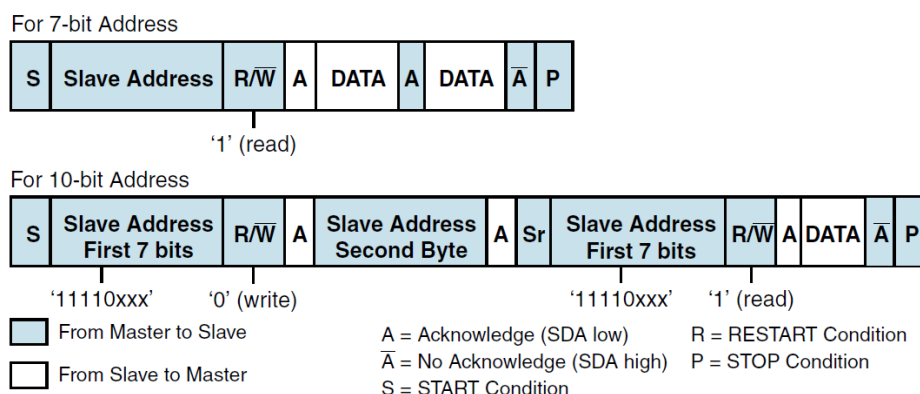 For 7-bit Address
S Slave Address R/W̅ A DATA A DATA A̅ P
‘1’ (read)
For 10-bit Address
S Slave Address First 7 bits R/W̅ A Slave Address Second Byte A Sr Slave Address First 7 bits R/W̅ A DATA A̅ P
‘11110xxx’ ‘0’ (write) ‘11110xxx’ ‘1’ (read)
From Master to Slave
From Slave to Master
A = Acknowledge (SDA low)
A̅ = No Acknowledge (SDA high)
S = START Condition
R = RESTART Condition
P = STOP Condition